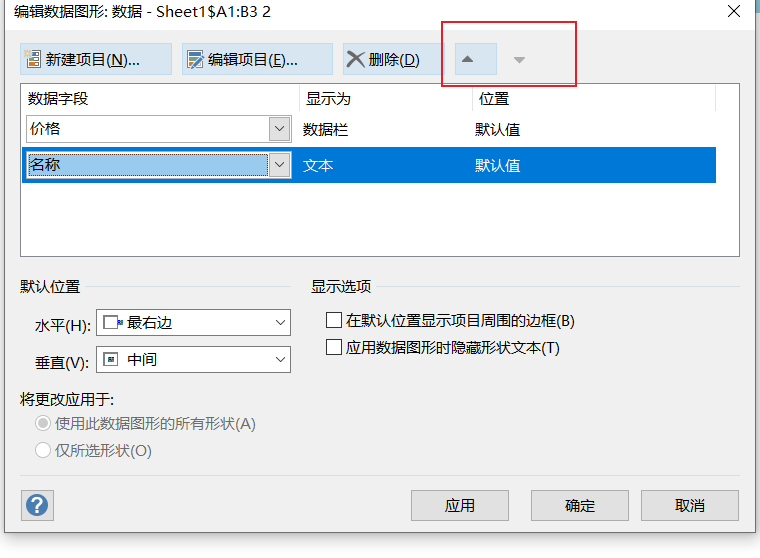 编辑数据图形: 数据 - Sheet1$A1:B3 2
新建项目(N)... 编辑项目(E)... 删除(D)
数据字段 显示为 位置
价格 数据栏 默认值
名称 文本 默认值
默认位置 显示选项
水平(H): 最右边 在默认位置显示项目周围的边框(B)
垂直(V): 中间 应用数据图形时隐藏形状文本(T)
将更改应用于:
使用此数据图形的所有形状(A)
仅所选形状(O)
? 应用 确定 取消